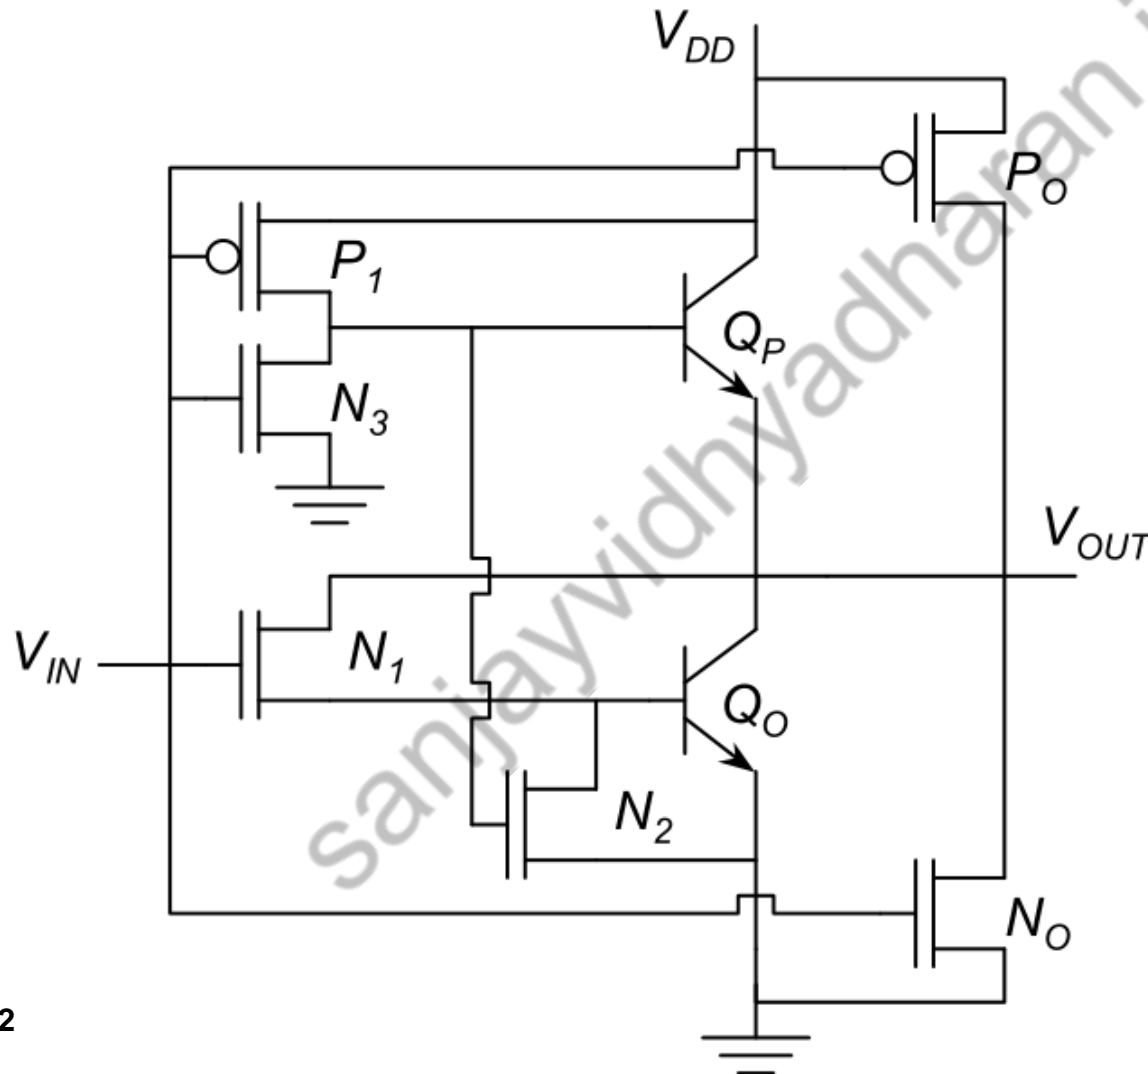 V_DD
P_O
P_1
Q_P
N_3
V_OUT
V_IN
N_1
Q_O
N_2
N_O
2
sanjayvidhyadharan